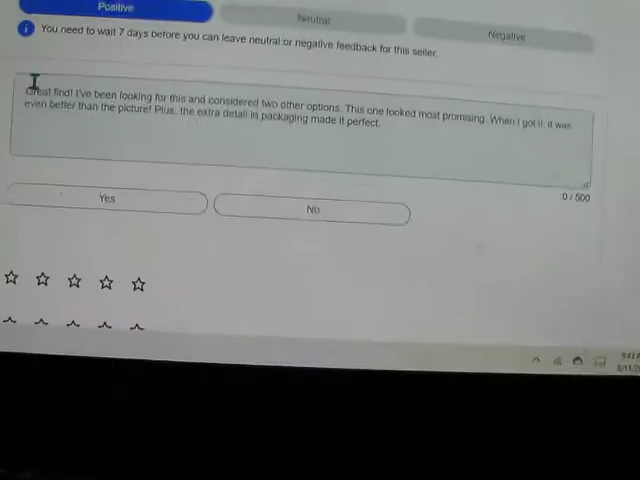 Positive
Neutral
Negative
You need to wait 7 days before you can leave neutral or negative feedback for this seller.
Great find! I've been looking for this and considered two other options. This one looked most promising. When I got it, it was
even better than the picture! Plus, the extra detail in packaging made it perfect.
0 / 500
Yes
No